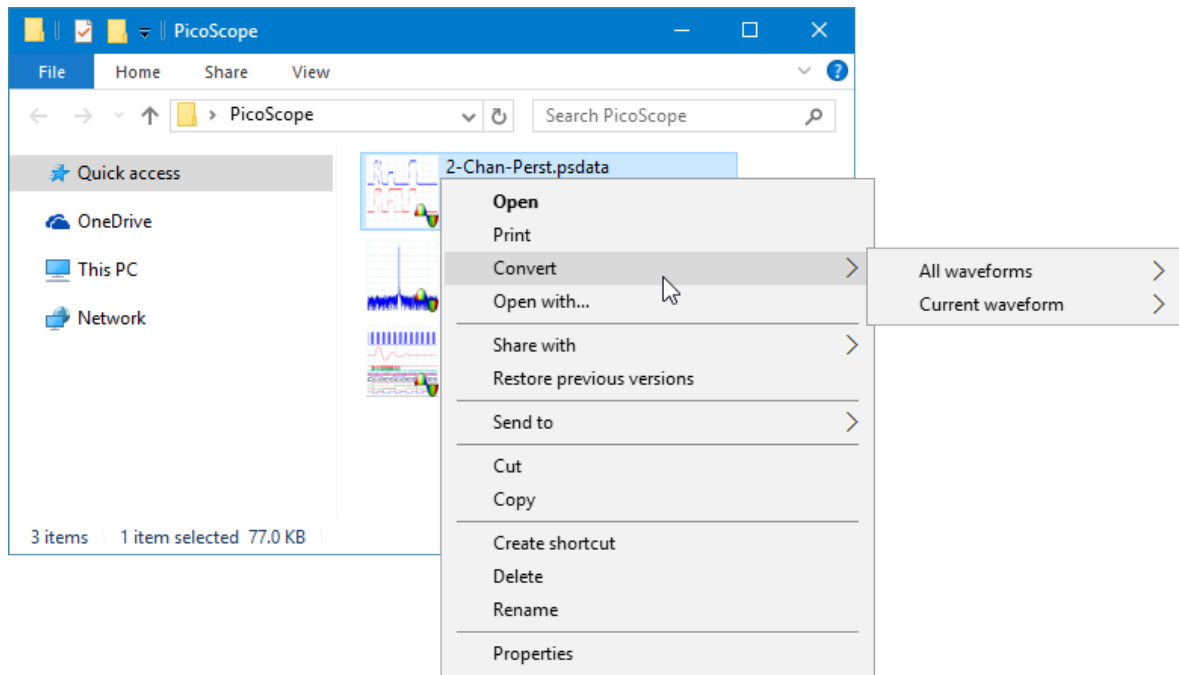 PicoScope
File Home Share View
PicoScope Search PicoScope
Quick access
OneDrive
This PC
Network
2-Chan-Perst.psdata
Open
Print
Convert
Open with...
Share with
Restore previous versions
Send to
Cut
Copy
Create shortcut
Delete
Rename
Properties
All waveforms
Current waveform
3 items 1 item selected 77.0 KB